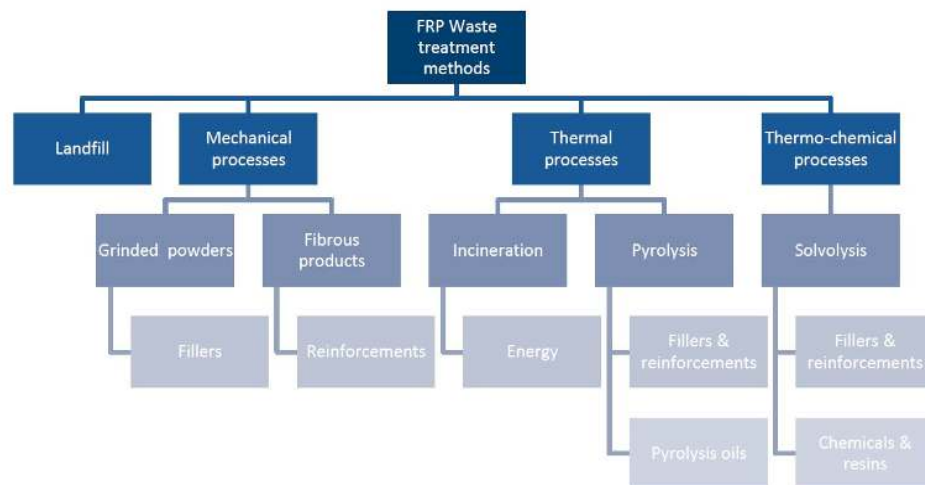 FRP Waste
treatment
methods
Landfill
Mechanical
processes
Thermal
processes
Thermo-chemical
processes
Grinded powders
Fibrous
products
Incineration
Pyrolysis
Solvolysis
Fillers
Reinforcements
Energy
Fillers &
reinforcements
Fillers &
reinforcements
Pyrolysis oils
Chemicals &
resins